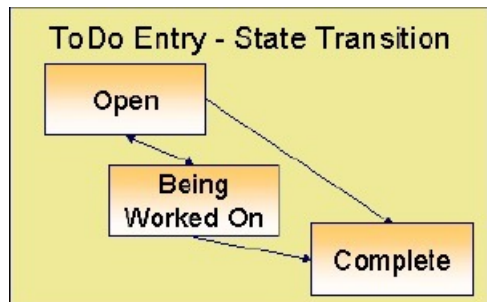 ToDo Entry - State Transition
Open
Being
Worked On
Complete